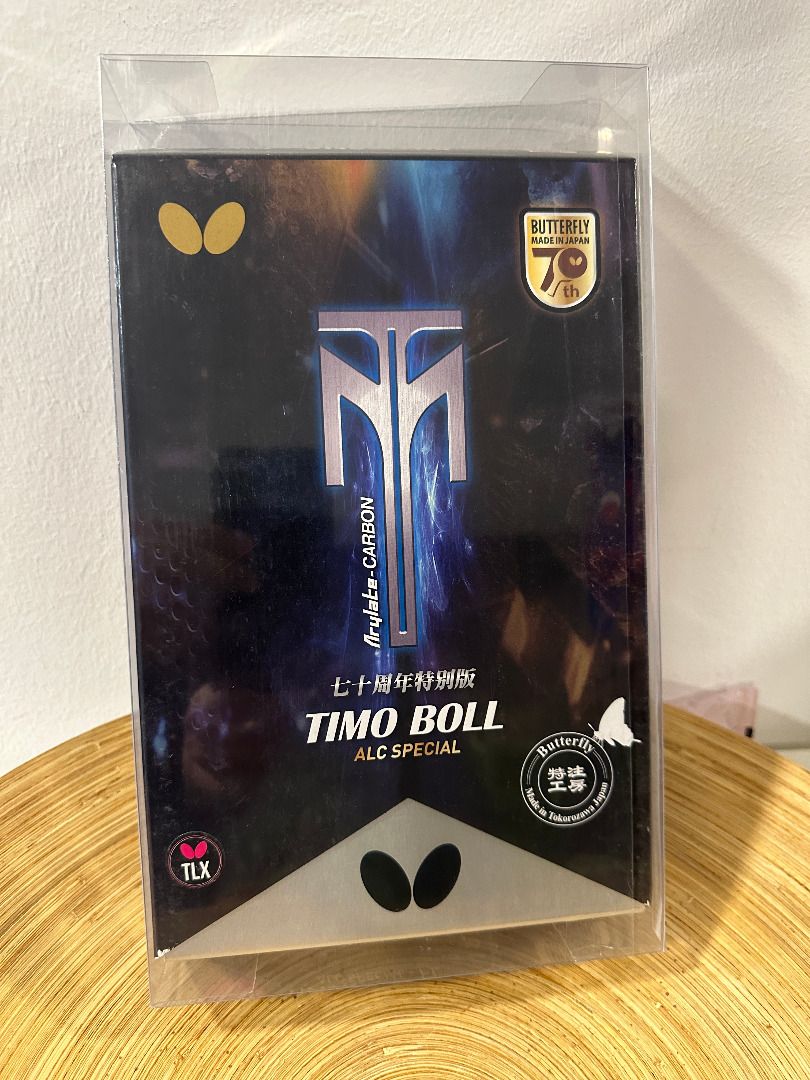 BUTTERFLY
MADE IN JAPAN
70th
Arylate-CARBON
七十周年特別版
TIMO BOLL
ALC SPECIAL
Butterfly
特注
工房
Made in Tokorozawa Japan
TLX